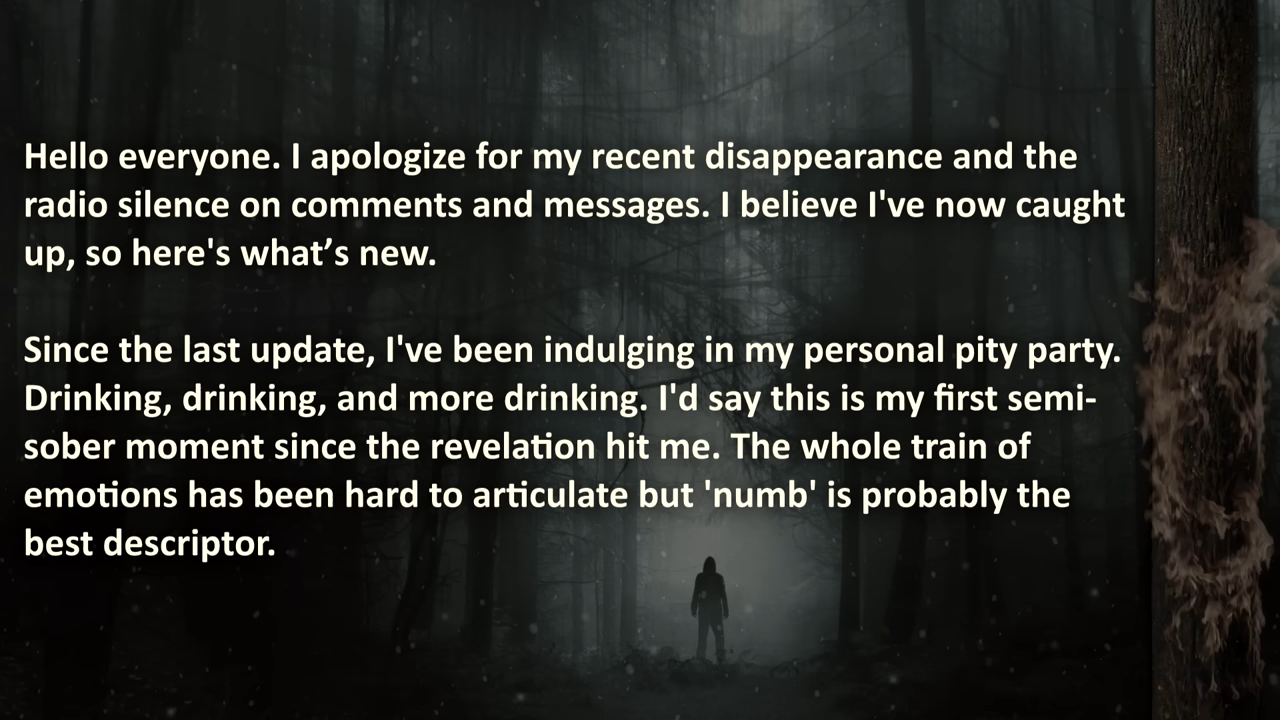 Hello everyone. I apologize for my recent disappearance and the
radio silence on comments and messages. I believe I've now caught
up, so here's what’s new.
Since the last update, I've been indulging in my personal pity party.
Drinking, drinking, and more drinking. I'd say this is my first semi-
sober moment since the revelation hit me. The whole train of
emotions has been hard to articulate but 'numb' is probably the
best descriptor.